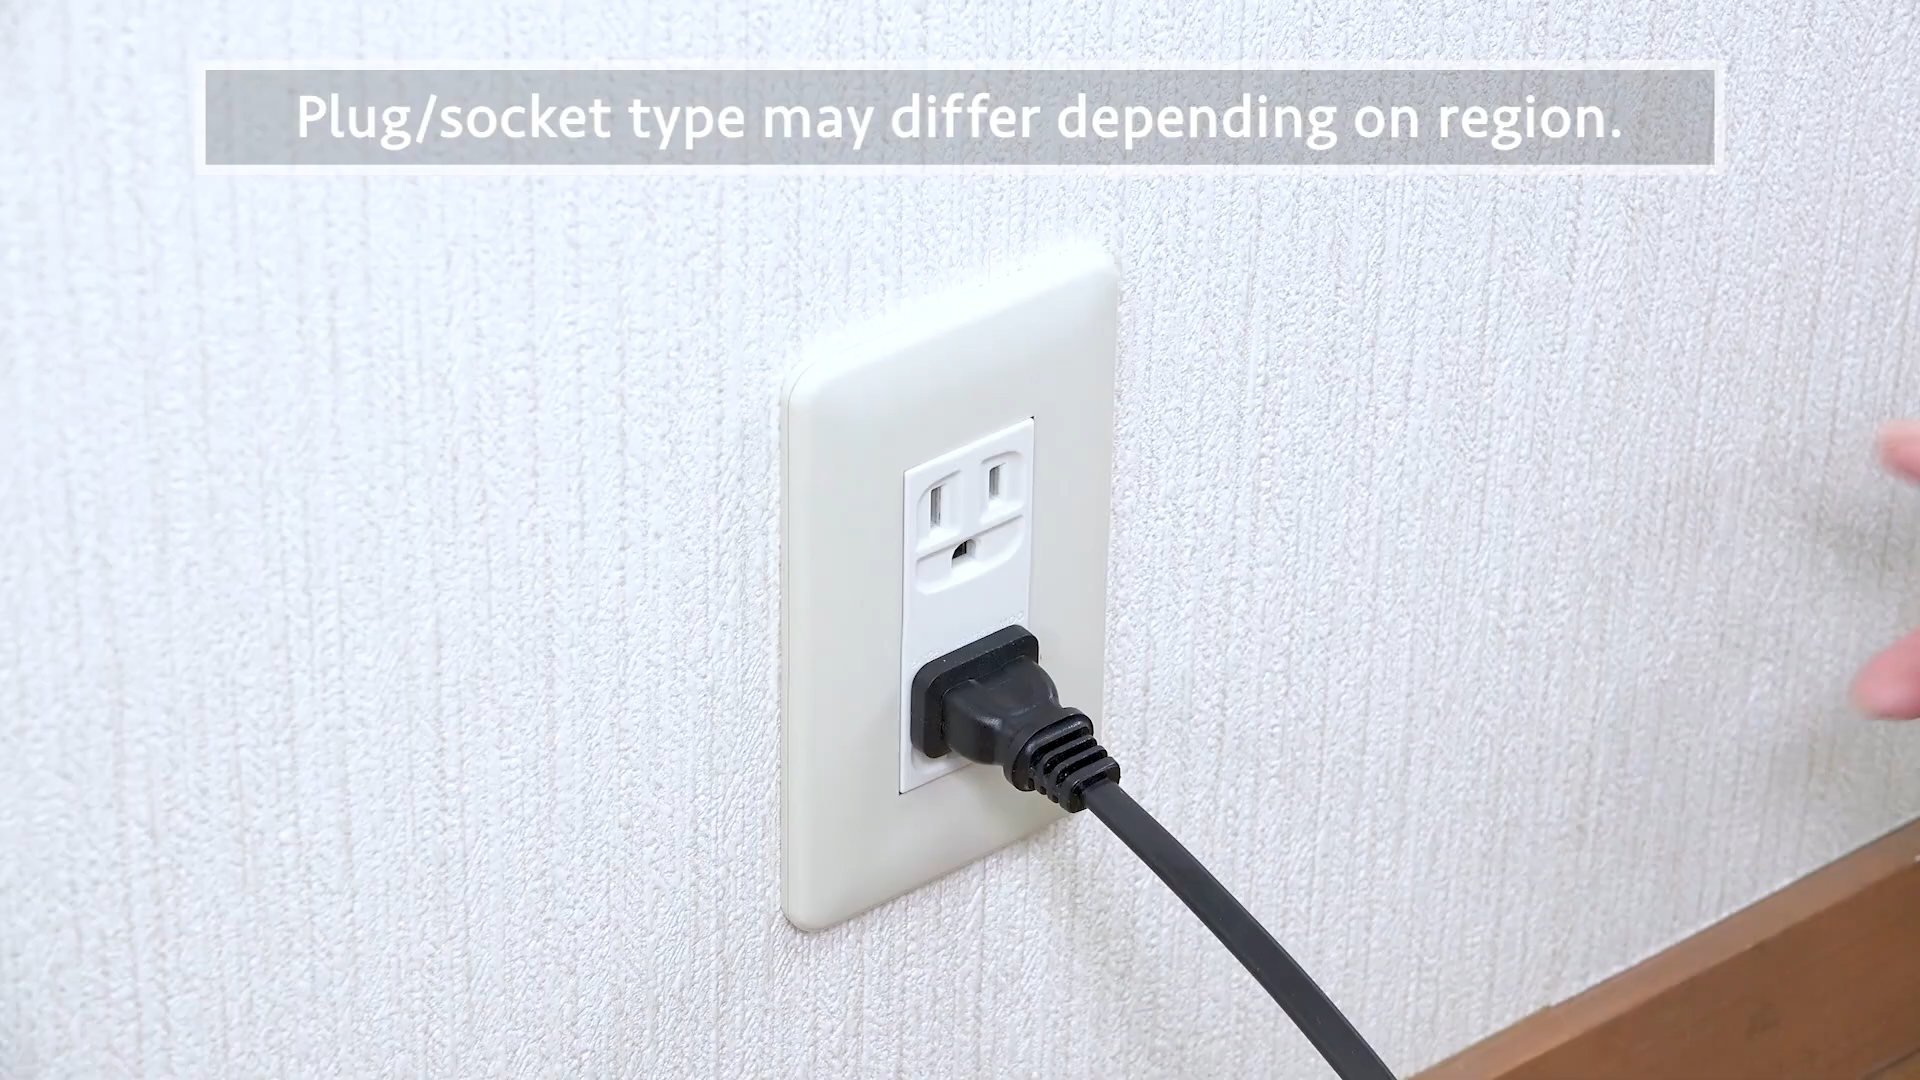 Plug/socket type may differ depending on region.